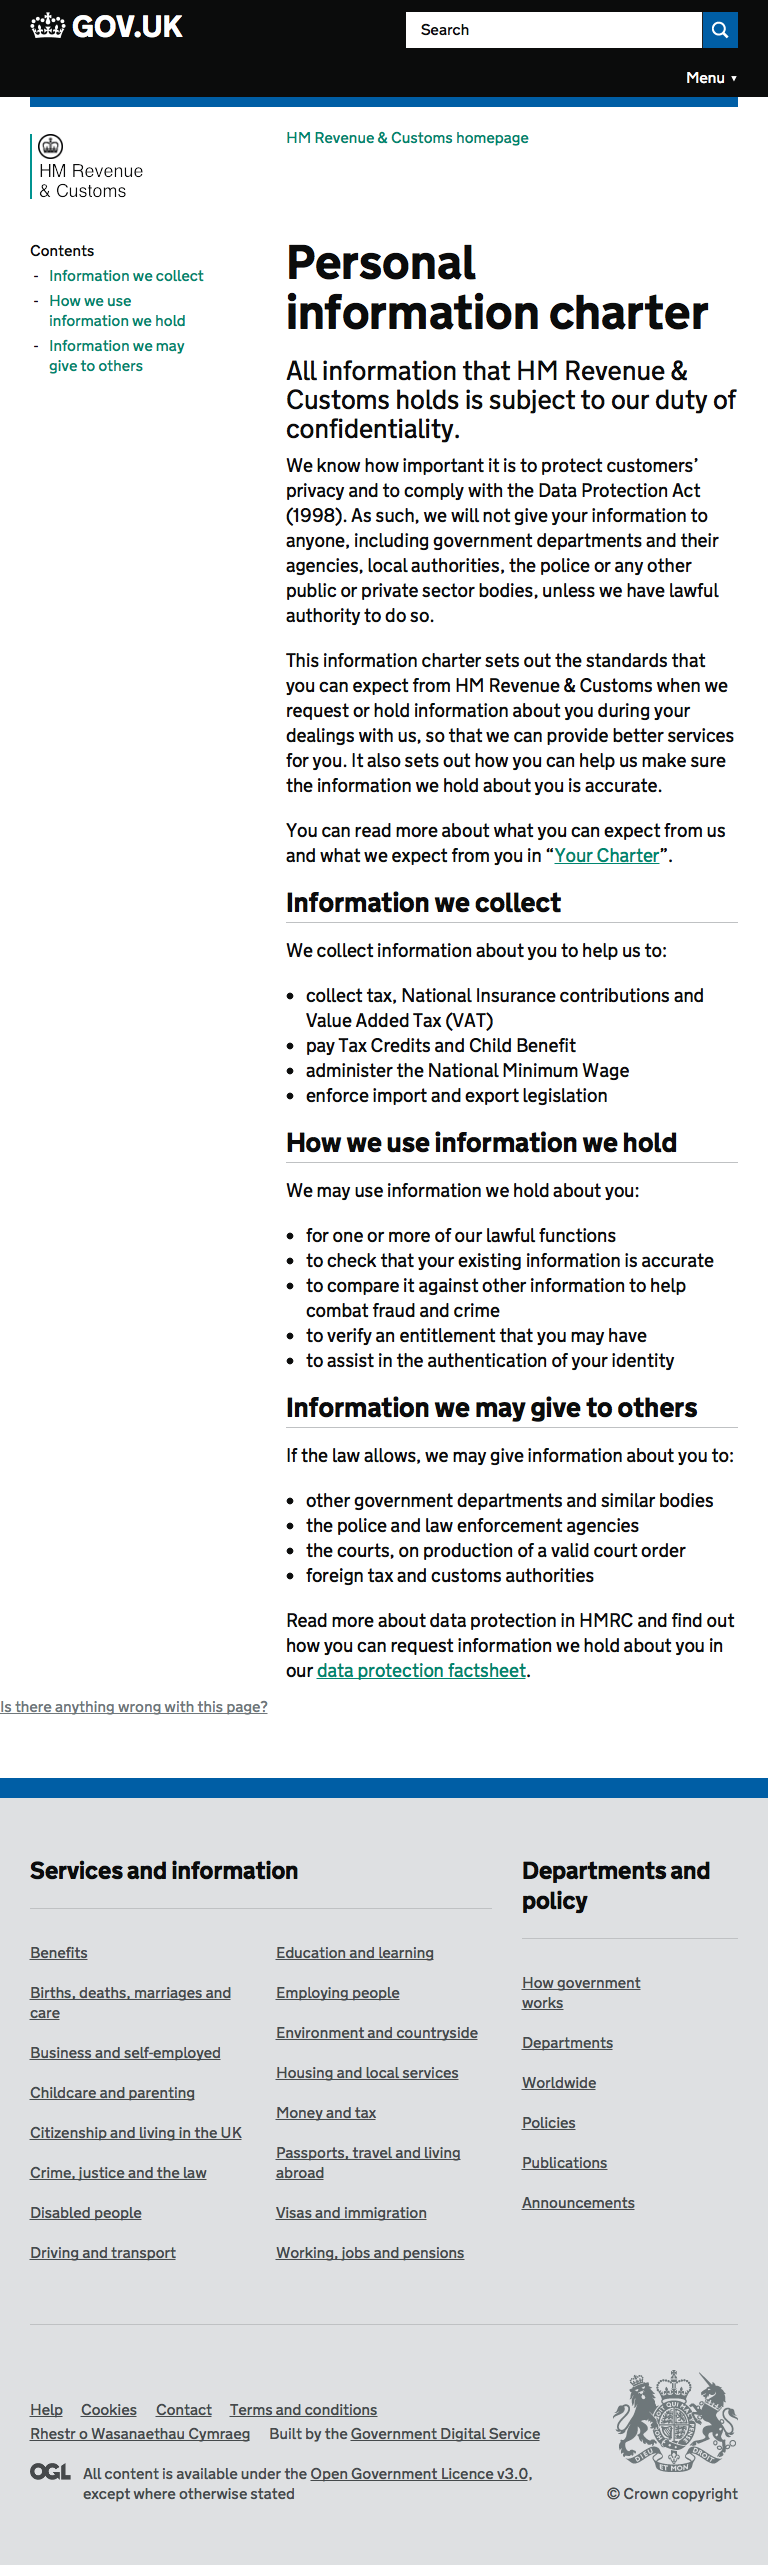 GOV.UK
Search
Menu ▼
HM Revenue
& Customs
HM Revenue & Customs homepage
Contents
- Information we collect
- How we use
information we hold
- Information we may
give to others
Personal
information charter
All information that HM Revenue &
Customs holds is subject to our duty of
confidentiality.
We know how important it is to protect customers’
privacy and to comply with the Data Protection Act
(1998). As such, we will not give your information to
anyone, including government departments and their
agencies, local authorities, the police or any other
public or private sector bodies, unless we have lawful
authority to do so.
This information charter sets out the standards that
you can expect from HM Revenue & Customs when we
request or hold information about you during your
dealings with us, so that we can provide better services
for you. It also sets out how you can help us make sure
the information we hold about you is accurate.
You can read more about what you can expect from us
and what we expect from you in “Your Charter”.
Information we collect
We collect information about you to help us to:
• collect tax, National Insurance contributions and
Value Added Tax (VAT)
• pay Tax Credits and Child Benefit
• administer the National Minimum Wage
• enforce import and export legislation
How we use information we hold
We may use information we hold about you:
• for one or more of our lawful functions
• to check that your existing information is accurate
• to compare it against other information to help
combat fraud and crime
• to verify an entitlement that you may have
• to assist in the authentication of your identity
Information we may give to others
If the law allows, we may give information about you to:
• other government departments and similar bodies
• the police and law enforcement agencies
• the courts, on production of a valid court order
• foreign tax and customs authorities
Read more about data protection in HMRC and find out
how you can request information we hold about you in
our data protection factsheet.
Is there anything wrong with this page?
Services and information
Benefits
Births, deaths, marriages and
care
Business and self-employed
Childcare and parenting
Citizenship and living in the UK
Crime, justice and the law
Disabled people
Driving and transport
Education and learning
Employing people
Environment and countryside
Housing and local services
Money and tax
Passports, travel and living
abroad
Visas and immigration
Working, jobs and pensions
Departments and
policy
How government
works
Departments
Worldwide
Policies
Publications
Announcements
Help Cookies Contact Terms and conditions
Rhestr o Wasanaethau Cymraeg Built by the Government Digital Service
OGL
All content is available under the Open Government Licence v3.0,
except where otherwise stated
DIEU ET MON DROIT
© Crown copyright